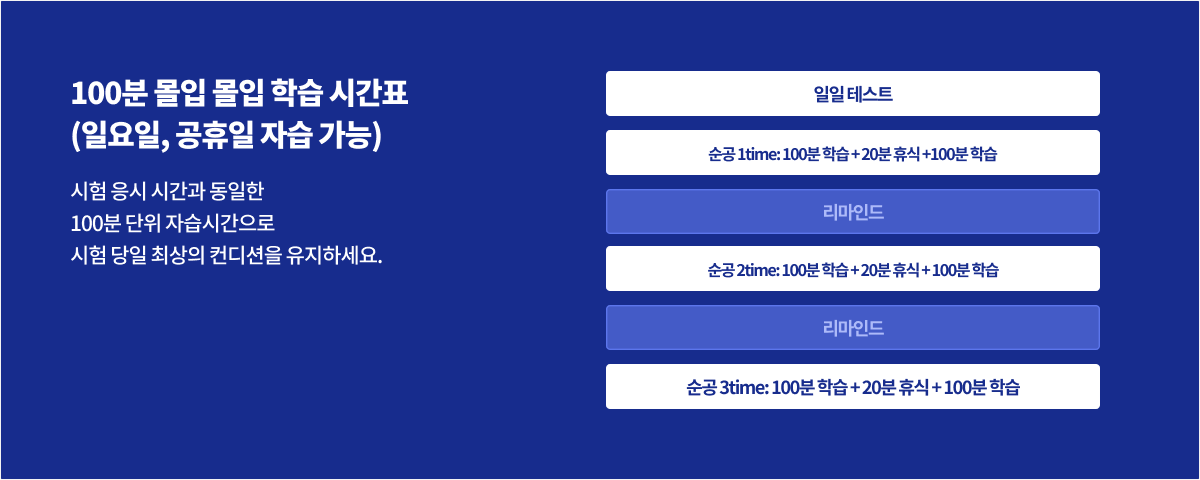 100분 몰입 몰입 학습 시간표
(일요일, 공휴일 자습 가능)
시험 응시 시간과 동일한
100분 단위 자습시간으로
시험 당일 최상의 컨디션을 유지하세요.
일일 테스트
순공 1time: 100분 학습 + 20분 휴식 +100분 학습
리마인드
순공 2time: 100분 학습 + 20분 휴식 + 100분 학습
리마인드
순공 3time: 100분 학습 + 20분 휴식 + 100분 학습